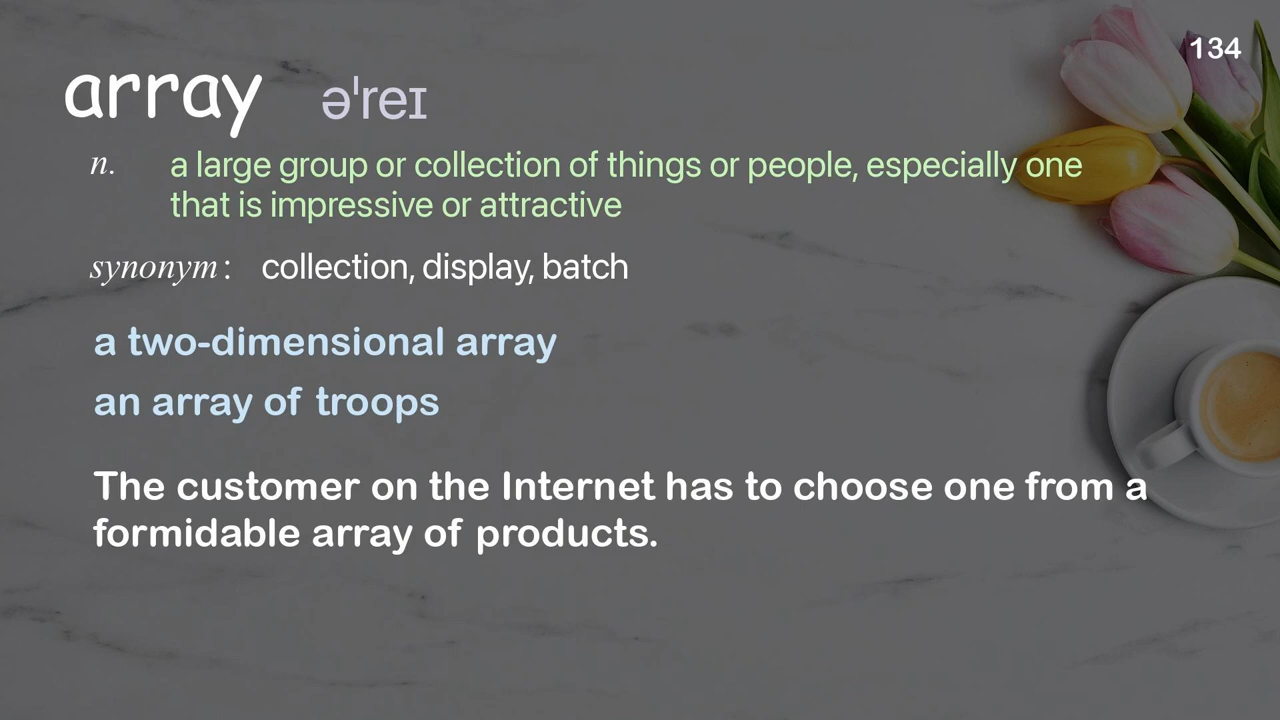 134
array əˈreɪ
n. a large group or collection of things or people, especially one
that is impressive or attractive
synonym: collection, display, batch
a two-dimensional array
an array of troops
The customer on the Internet has to choose one from a
formidable array of products.